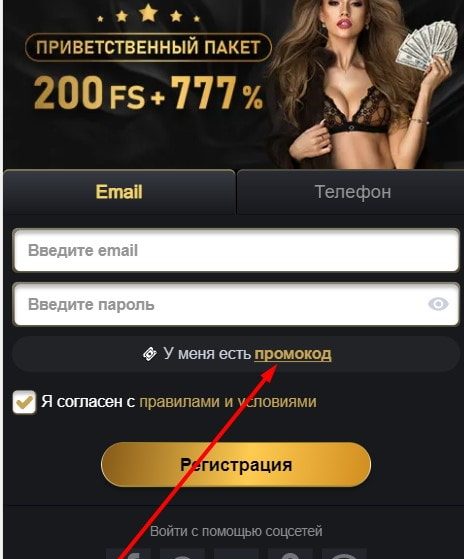 ПРИВЕТСТВЕННЫЙ ПАКЕТ
200 FS + 777 %
Email
Телефон
Введите email
Введите пароль
У меня есть промокод
Я согласен с правилами и условиями
Регистрация
Войти с помощью соцсетей